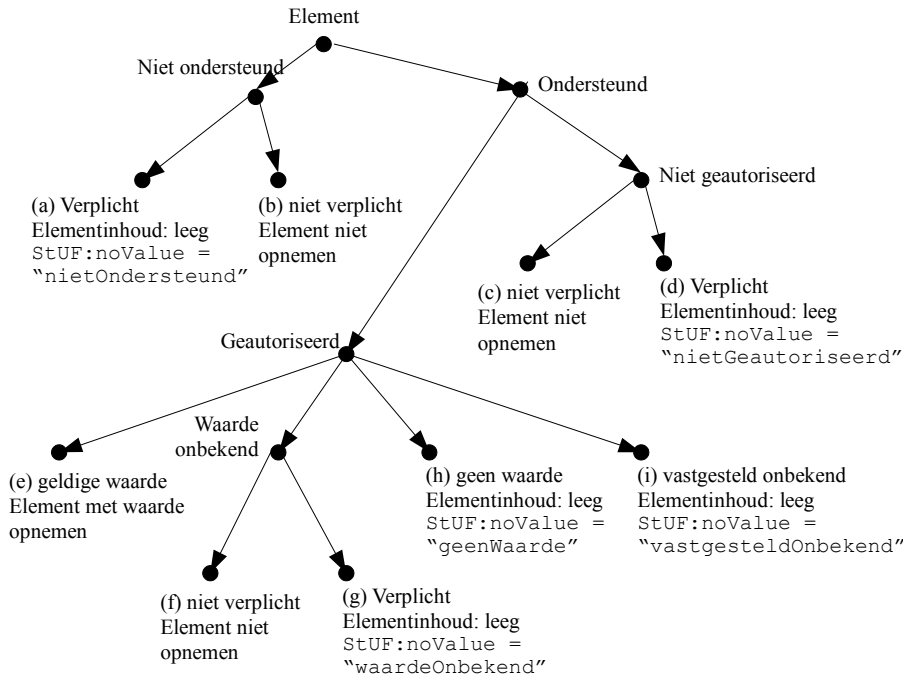 Element
Niet ondersteund
Ondersteund
Niet geautoriseerd
(a) Verplicht
Elementinhoud: leeg
StUF:noValue =
“nietOndersteund”
(b) niet verplicht
Element niet
opnemen
(c) niet verplicht
Element niet
opnemen
(d) Verplicht
Elementinhoud: leeg
StUF:noValue =
“nietGeautoriseerd”
Geautoriseerd
Waarde
onbekend
(e) geldige waarde
Element met waarde
opnemen
(h) geen waarde
Elementinhoud: leeg
StUF:noValue =
“geenWaarde”
(i) vastgesteld onbekend
Elementinhoud: leeg
StUF:noValue =
“vastgesteldOnbekend”
(f) niet verplicht
Element niet
opnemen
(g) Verplicht
Elementinhoud: leeg
StUF:noValue =
“waardeOnbekend”